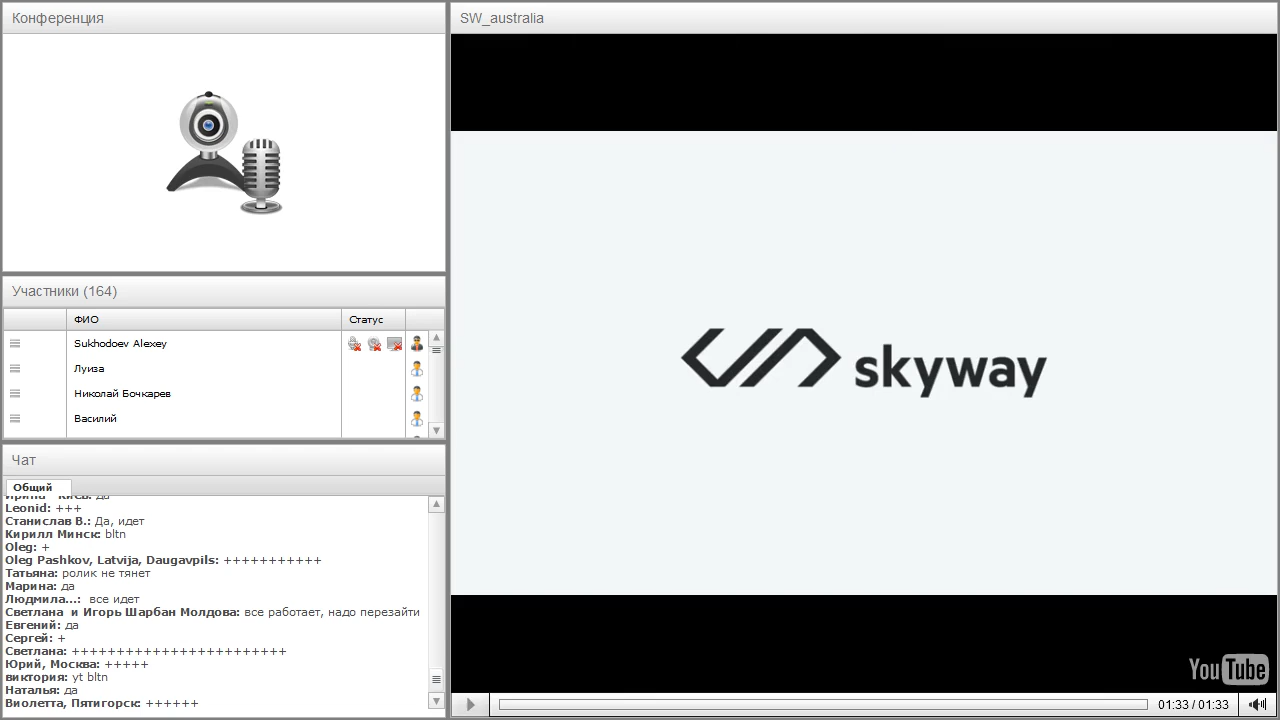 Конференция
SW_australia
skyway
YouTube
01:33 / 01:33
Участники (164)
ФИО
Статус
Sukhodoev Alexey
Луиза
Николай Бочкарев
Василий
Чат
Общий
Ирина Киев: да
Leonid: +++
Станислав В.: Да, идет
Кирилл Минск: bltn
Oleg: +
Oleg Pashkov, Latvija, Daugavpils: +++++++++++
Татьяна: ролик не тянет
Марина: да
Людмила...: все идет
Светлана и Игорь Шарбан Молдова: все работает, надо перезайти
Евгений: да
Сергей: +
Светлана: ++++++++++++++++++++++++
Юрий, Москва: +++++
виктория: yt bltn
Наталья: да
Виолетта, Пятигорск: ++++++